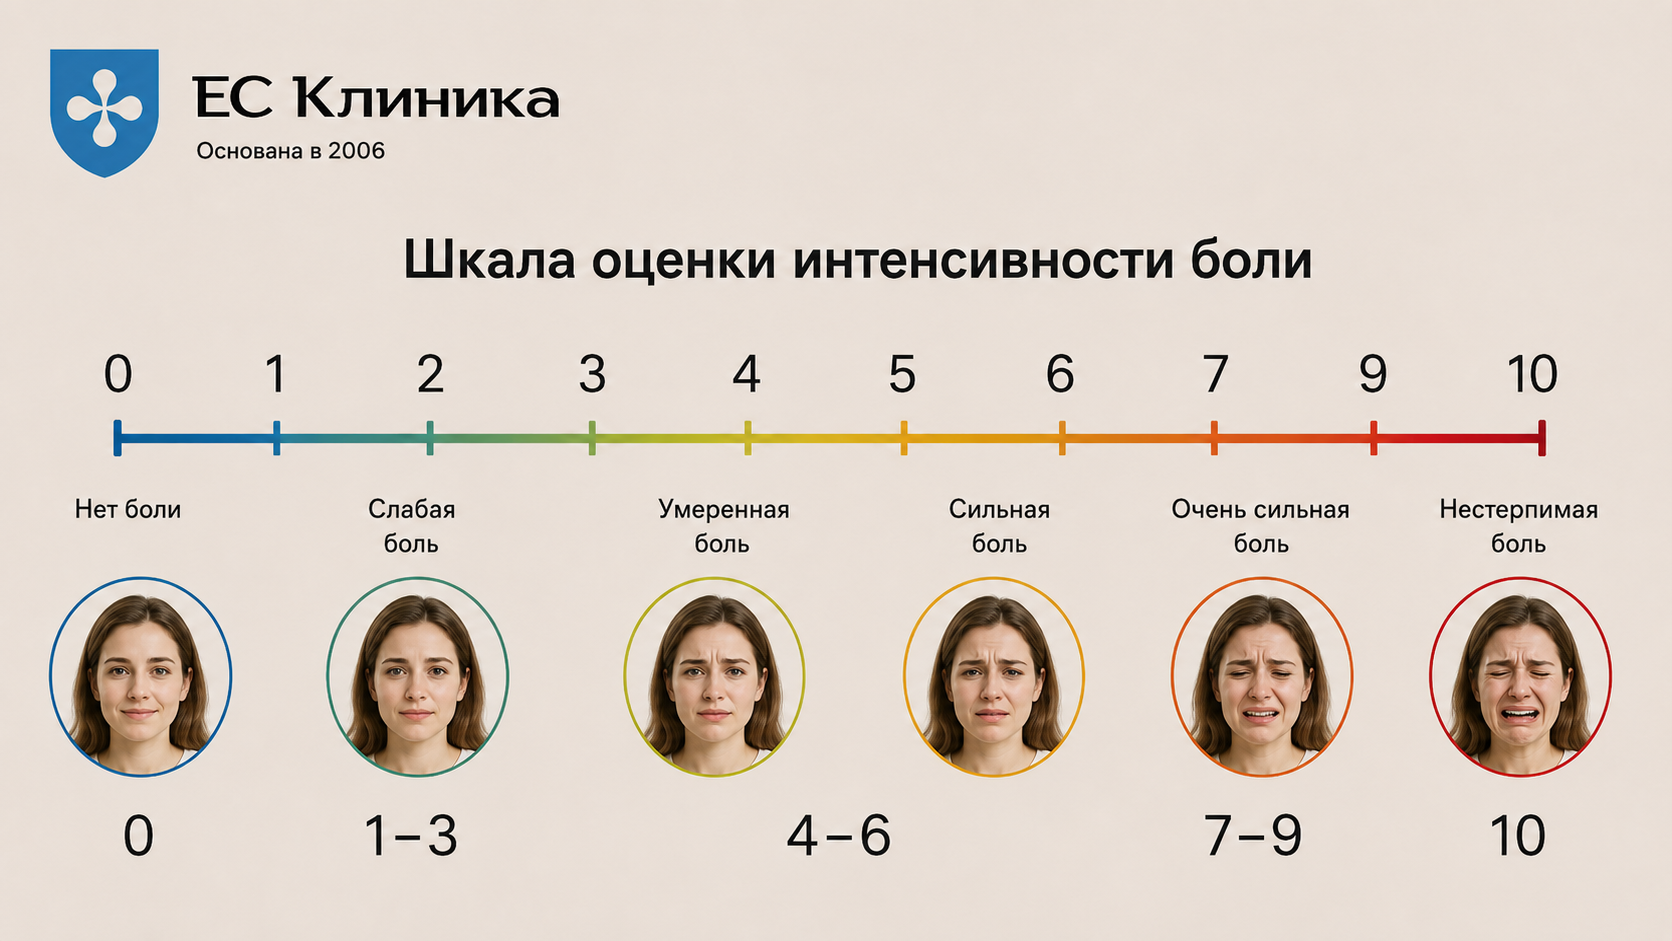 ЕС Клиника
Основана в 2006
Шкала оценки интенсивности боли
0 1 2 3 4 5 6 7 9 10
Нет боли
Слабая
боль
Умеренная
боль
Сильная
боль
Очень сильная
боль
Нестерпимая
боль
0 1–3 4–6 7–9 10